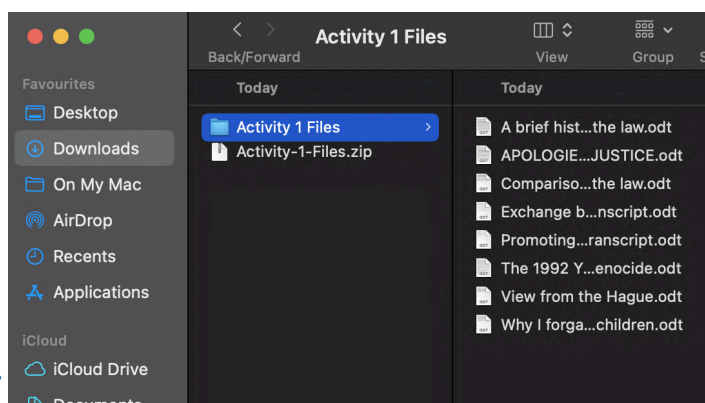 Activity 1 Files
Back/Forward
View
Group
Favourites
Desktop
Downloads
On My Mac
AirDrop
Recents
Applications
iCloud
iCloud Drive
Documents
Today
Activity 1 Files
Activity-1-Files.zip
Today
A brief hist...the law.odt
APOLOGIE...JUSTICE.odt
Compariso...the law.odt
Exchange b...nscript.odt
Promoting...ranscript.odt
The 1992 Y...enocide.odt
View from the Hague.odt
Why I forga...children.odt